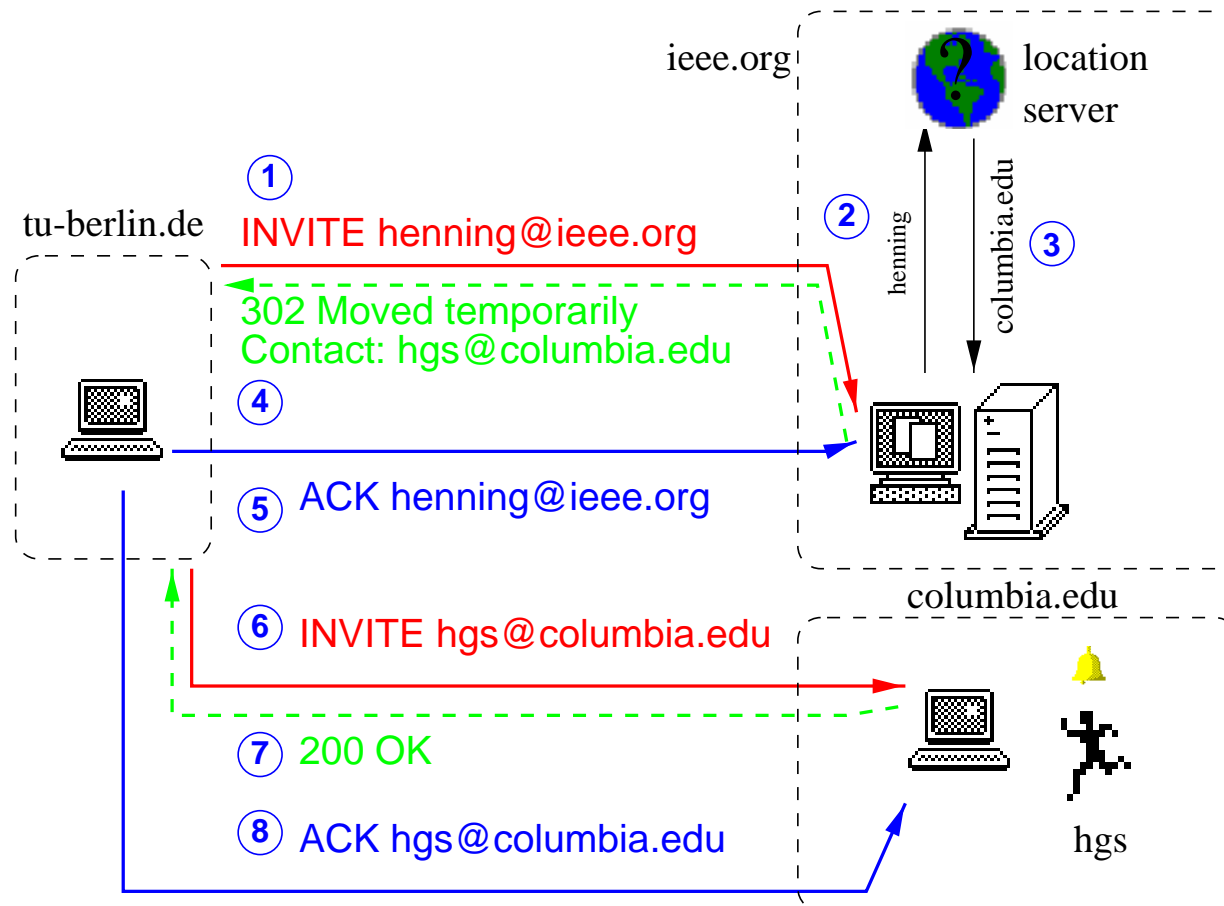 ieee.org
?
location
server
1
tu-berlin.de
INVITE henning@ieee.org
2
henning
columbia.edu
3
302 Moved temporarily
Contact: hgs@columbia.edu
4
5 ACK henning@ieee.org
columbia.edu
6 INVITE hgs@columbia.edu
7 200 OK
8 ACK hgs@columbia.edu
hgs